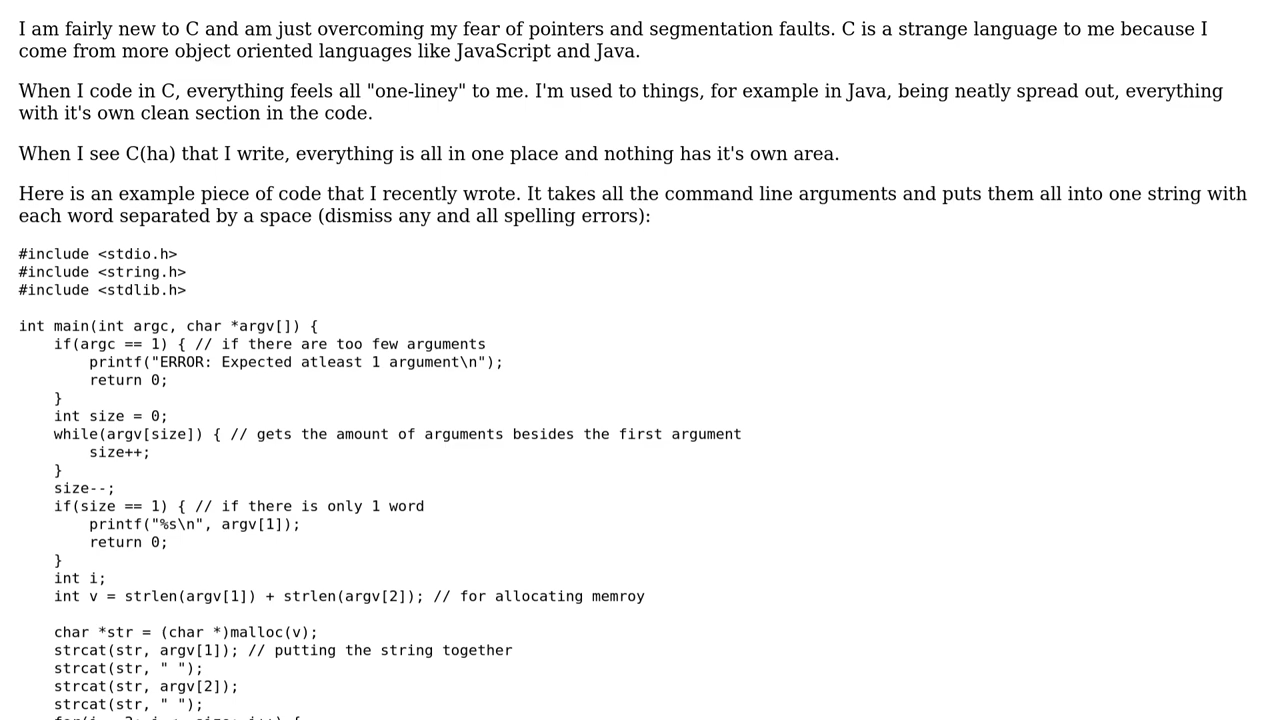 I am fairly new to C and am just overcoming my fear of pointers and segmentation faults. C is a strange language to me because I
come from more object oriented languages like JavaScript and Java.
When I code in C, everything feels all "one-liney" to me. I'm used to things, for example in Java, being neatly spread out, everything
with it's own clean section in the code.
When I see C(ha) that I write, everything is all in one place and nothing has it's own area.
Here is an example piece of code that I recently wrote. It takes all the command line arguments and puts them all into one string with
each word separated by a space (dismiss any and all spelling errors):
#include <stdio.h>
#include <string.h>
#include <stdlib.h>
int main(int argc, char *argv[]) {
    if(argc == 1) { // if there are too few arguments
        printf("ERROR: Expected atleast 1 argument\n");
        return 0;
    }
    int size = 0;
    while(argv[size]) { // gets the amount of arguments besides the first argument
        size++;
    }
    size--;
    if(size == 1) { // if there is only 1 word
        printf("%s\n", argv[1]);
        return 0;
    }
    int i;
    int v = strlen(argv[1]) + strlen(argv[2]); // for allocating memroy
    char *str = (char *)malloc(v);
    strcat(str, argv[1]); // putting the string together
    strcat(str, " ");
    strcat(str, argv[2]);
    strcat(str, " ");